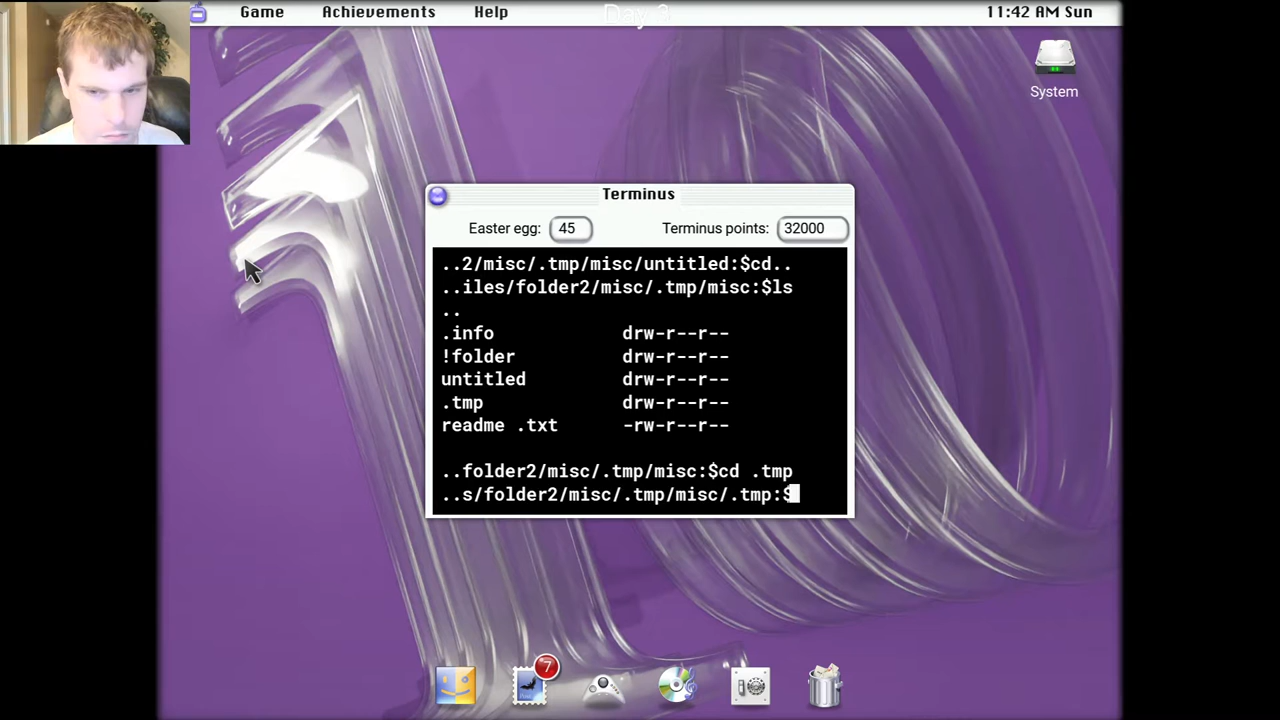 Game Achievements Help Day 3 11:42 AM Sun
System
Terminus
Easter egg: 45 Terminus points: 32000
..2/misc/.tmp/misc/untitled:$cd..
..iles/folder2/misc/.tmp/misc:$ls
..
.info drw-r--r--
!folder drw-r--r--
untitled drw-r--r--
.tmp drw-r--r--
readme .txt -rw-r--r--
..folder2/misc/.tmp/misc:$cd .tmp
..s/folder2/misc/.tmp/misc/.tmp:$
7